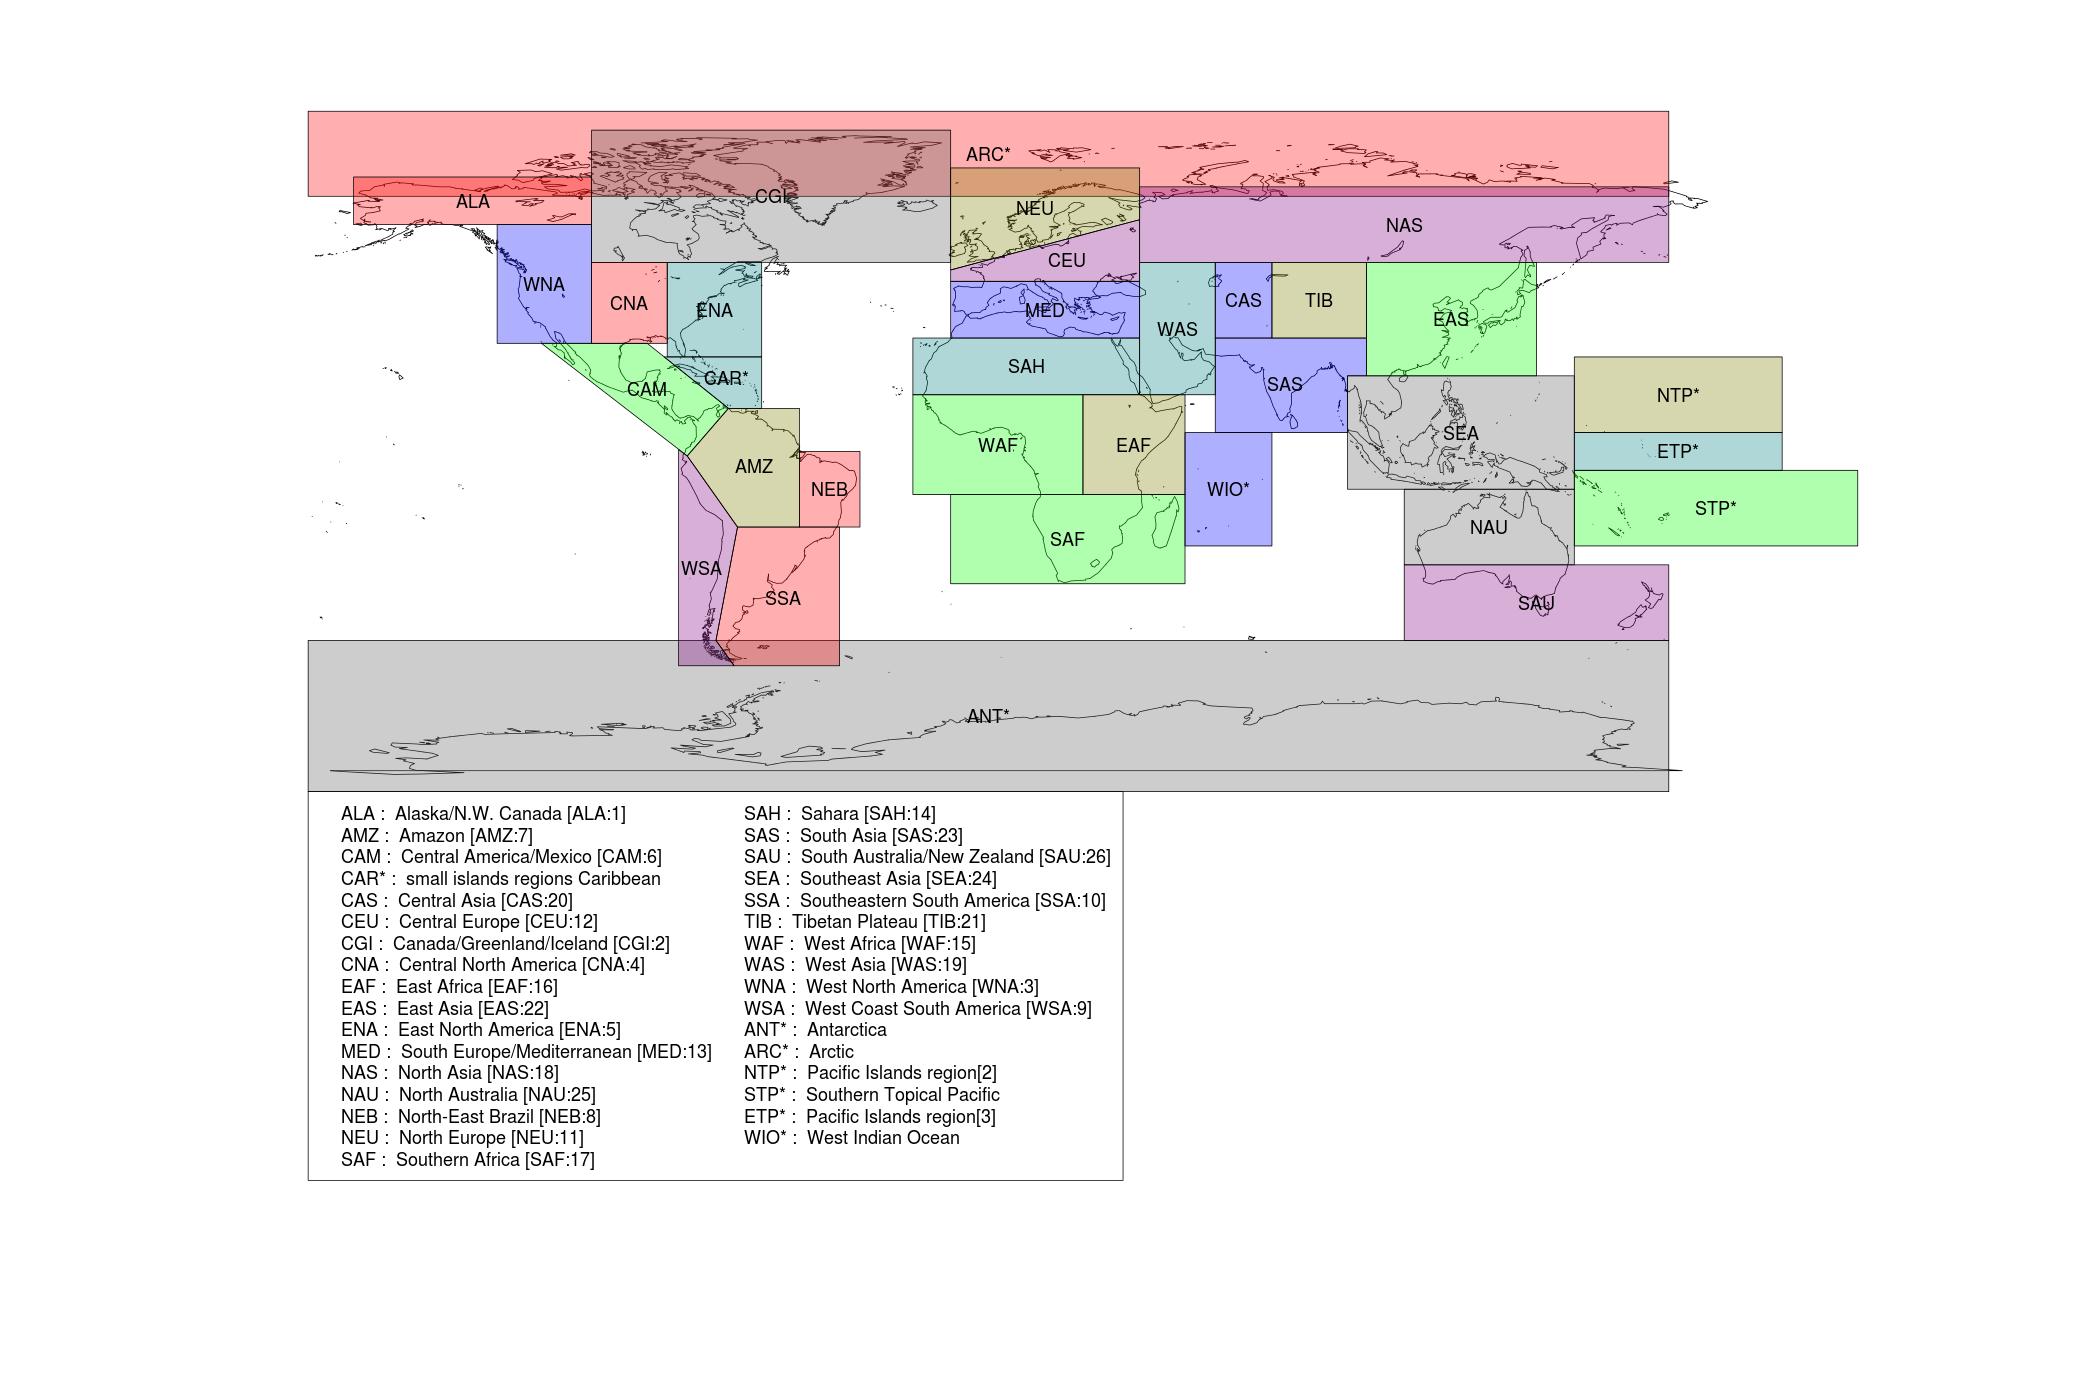 ARC*
CGI
ALA
NEU
NAS
CEU
WNA
CNA
ENA
MED
CAS
TIB
WAS
EAS
SAH
CAR*
CAM
SAS
NTP*
SEA
WAF
EAF
ETP*
AMZ
NEB
WIO*
STP*
NAU
SAF
WSA
SSA
SAU
ANT*
ALA : Alaska/N.W. Canada [ALA:1]
AMZ : Amazon [AMZ:7]
CAM : Central America/Mexico [CAM:6]
CAR* : small islands regions Caribbean
CAS : Central Asia [CAS:20]
CEU : Central Europe [CEU:12]
CGI : Canada/Greenland/Iceland [CGI:2]
CNA : Central North America [CNA:4]
EAF : East Africa [EAF:16]
EAS : East Asia [EAS:22]
ENA : East North America [ENA:5]
MED : South Europe/Mediterranean [MED:13]
NAS : North Asia [NAS:18]
NAU : North Australia [NAU:25]
NEB : North-East Brazil [NEB:8]
NEU : North Europe [NEU:11]
SAF : Southern Africa [SAF:17]
SAH : Sahara [SAH:14]
SAS : South Asia [SAS:23]
SAU : South Australia/New Zealand [SAU:26]
SEA : Southeast Asia [SEA:24]
SSA : Southeastern South America [SSA:10]
TIB : Tibetan Plateau [TIB:21]
WAF : West Africa [WAF:15]
WAS : West Asia [WAS:19]
WNA : West North America [WNA:3]
WSA : West Coast South America [WSA:9]
ANT* : Antarctica
ARC* : Arctic
NTP* : Pacific Islands region[2]
STP* : Southern Topical Pacific
ETP* : Pacific Islands region[3]
WIO* : West Indian Ocean